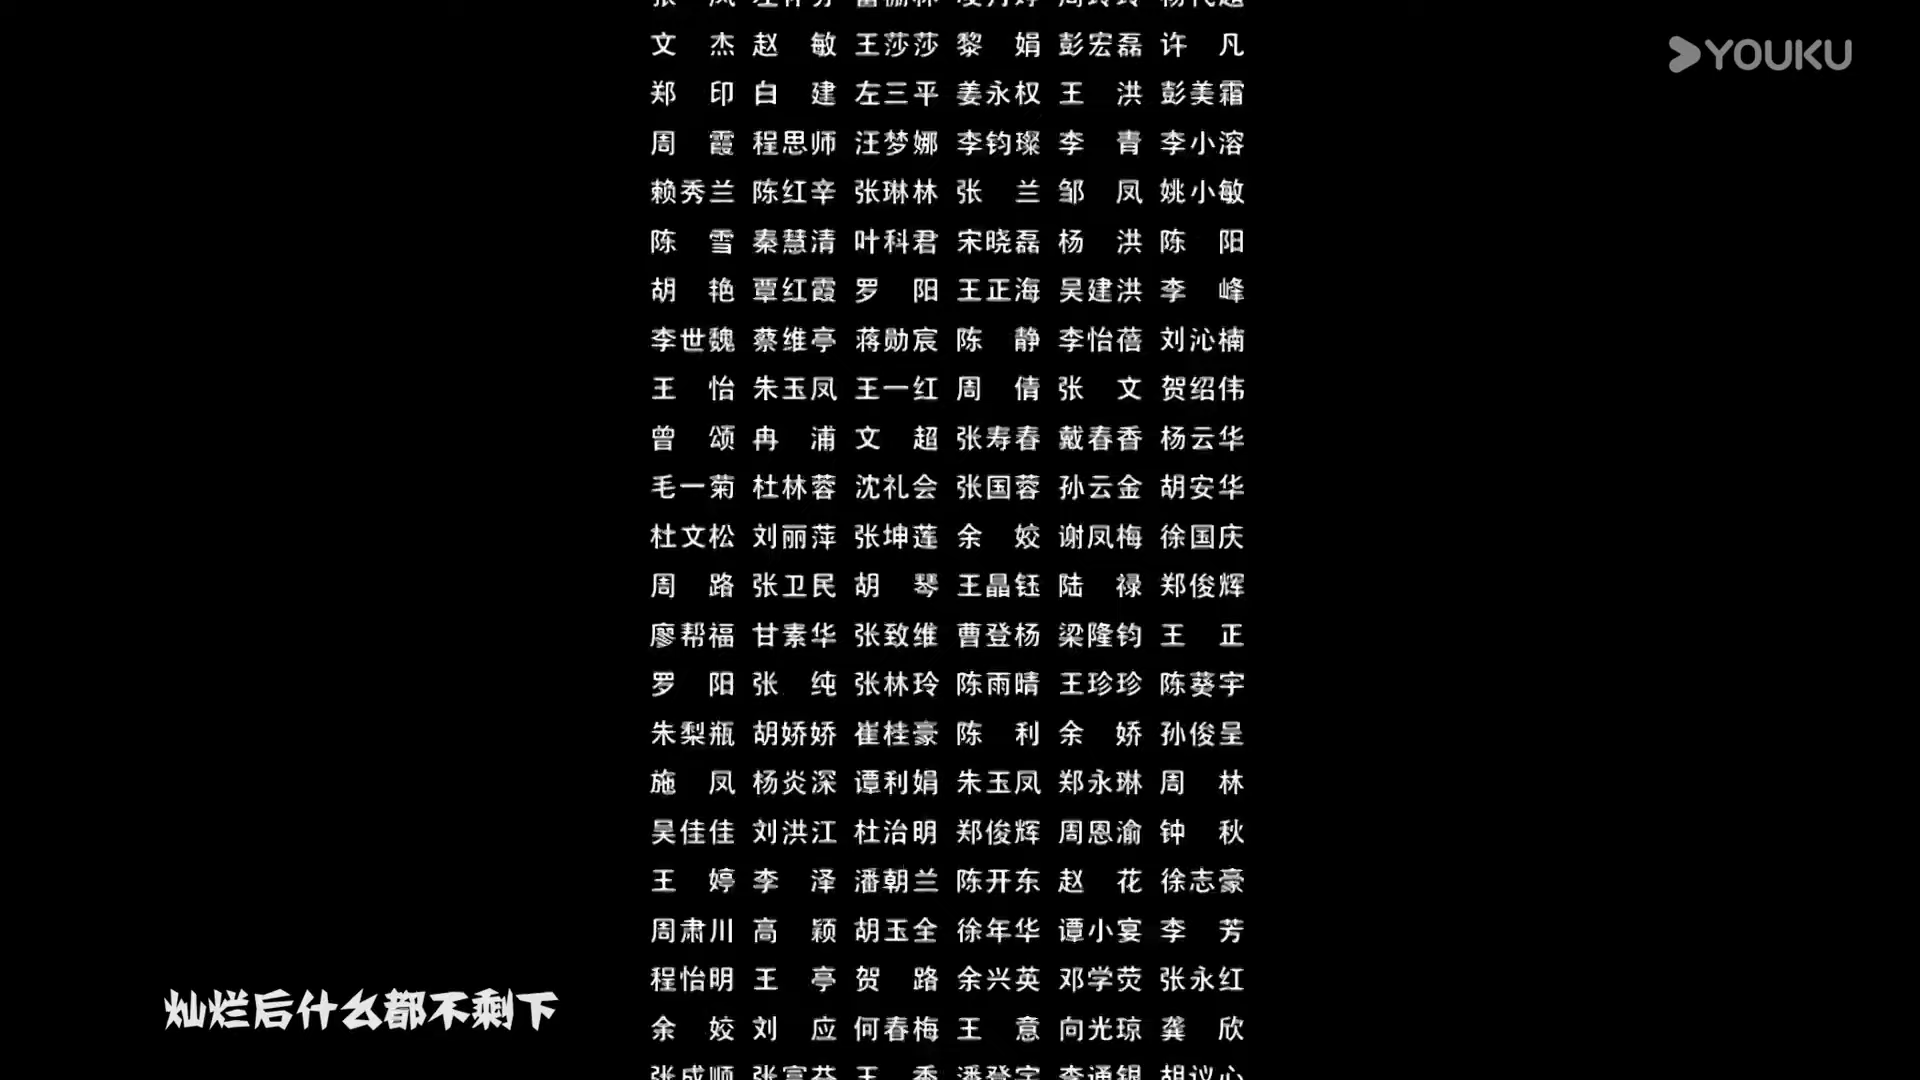 YOUKU
文 杰 赵 敏 王莎莎 黎 娟 彭宏磊 许 凡
郑 印 白 建 左三平 姜永权 王 洪 彭美霜
周 霞 程思师 汪梦娜 李钧璨 李 青 李小溶
赖秀兰 陈红辛 张琳林 张 兰 邹 凤 姚小敏
陈 雪 秦慧清 叶科君 宋晓磊 杨 洪 陈 阳
胡 艳 覃红霞 罗 阳 王正海 吴建洪 李 峰
李世魏 蔡维亭 蒋勋宸 陈 静 李怡蓓 刘沁楠
王 怡 朱玉凤 王一红 周 倩 张 文 贺绍伟
曾 颂 冉 浦 文 超 张寿春 戴春香 杨云华
毛一菊 杜林蓉 沈礼会 张国蓉 孙云金 胡安华
杜文松 刘丽萍 张坤莲 余 姣 谢凤梅 徐国庆
周 路 张卫民 胡 琴 王晶钰 陆 禄 郑俊辉
廖帮福 甘素华 张致维 曹登杨 梁隆钧 王 正
罗 阳 张 纯 张林玲 陈雨晴 王珍珍 陈葵宇
朱梨瓶 胡娇娇 崔桂豪 陈 利 余 娇 孙俊呈
施 凤 杨炎深 谭利娟 朱玉凤 郑永琳 周 林
吴佳佳 刘洪江 杜治明 郑俊辉 周恩渝 钟 秋
王 婷 李 泽 潘朝兰 陈开东 赵 花 徐志豪
周肃川 高 颖 胡玉全 徐年华 谭小宴 李 芳
程怡明 王 亭 贺 路 余兴英 邓学荧 张永红
余 姣 刘 应 何春梅 王 意 向光琼 龚 欣
灿烂后什么都不剩下